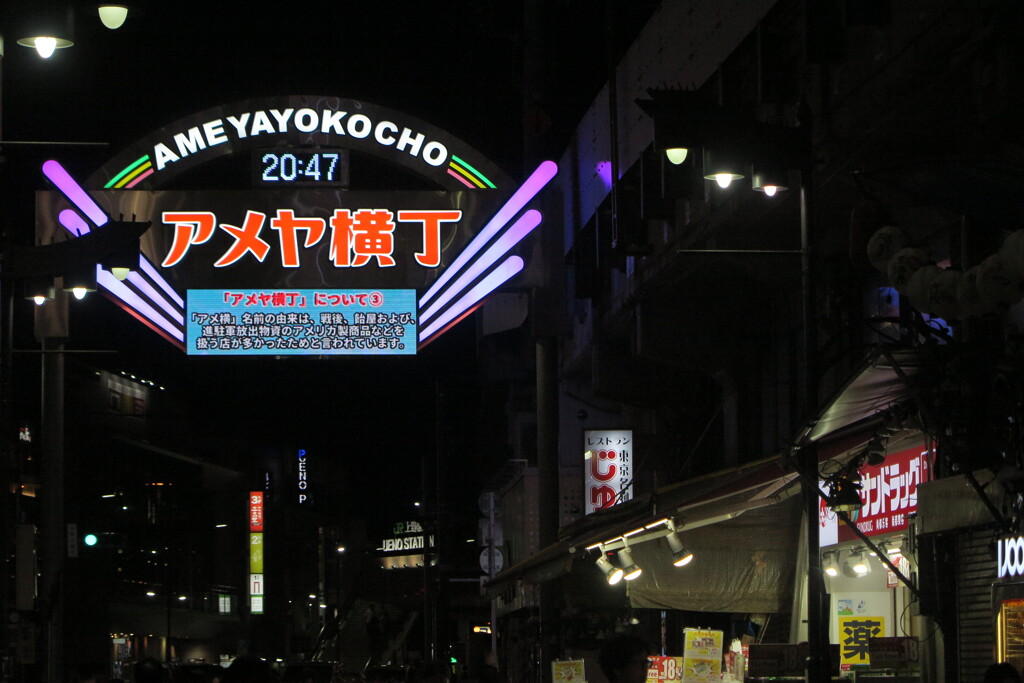 AMEYAYOKOCHO
20:47
アメヤ横丁
「アメヤ横丁」について③
「アメ横」名前の由来は、戦後、飴屋および、
進駐軍放出物資のアメリカ製商品などを
扱う店が多かったためと言われています。
レストラン
じゅ
東京名
サンドラッグ
SUNDRUG
UENO P
UENO STATION
薬